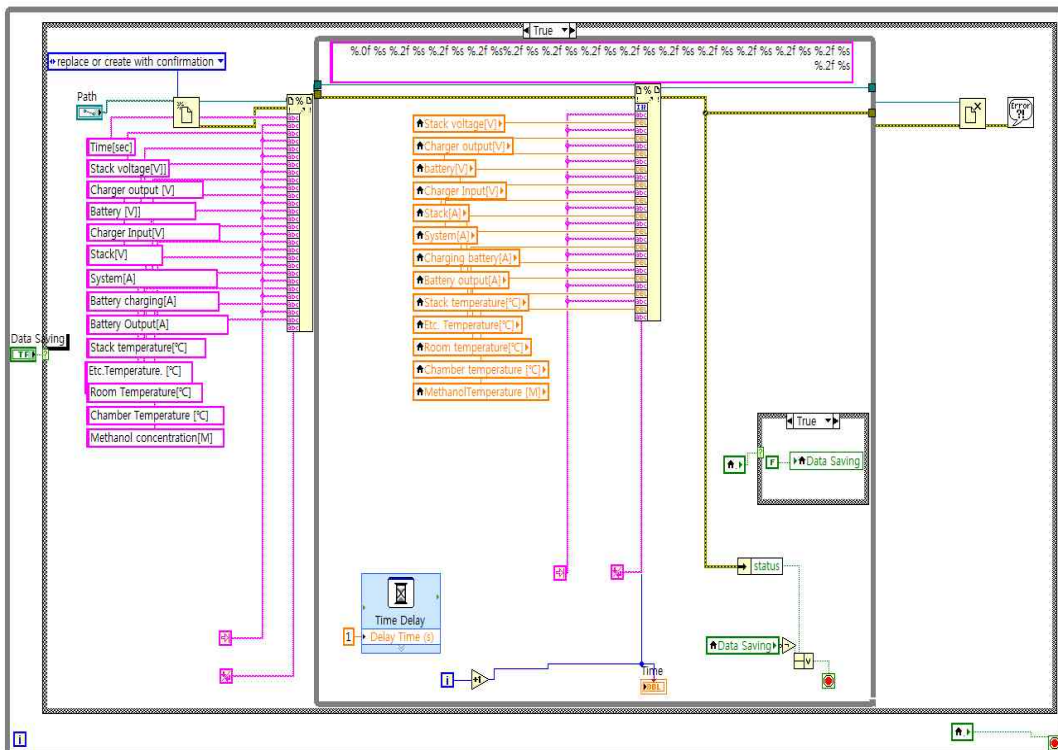 True
%.0f %s %.2f %s %.2f %s %.2f %s%.2f %s %.2f %s %.2f %s %.2f %s %.2f %s %.2f %s %.2f %s %.2f %s %.2f %s
%.2f %s
replace or create with confirmation
Path
Time[sec]
Stack voltage[V]]
Charger output [V]
Battery [V]]
Charger Input[V]
Stack[V]
System[A]
Battery charging[A]
Battery Output[A]
Stack temperature[℃]
Etc.Temperature. [℃]
Room Temperature[℃]
Chamber Temperature [℃]
Methanol concentration[M]
Data Saving
TF
Stack voltage[V]
Charger output[V]
battery[V]
Charger Input[V]
Stack[A]
System[A]
Charging battery[A]
Battery output[A]
Stack temperature[℃]
Etc. Temperature[℃]
Room temperature[℃]
Chamber temperature [℃]
MethanolTemperature [M]
Error
?!
True
F
Data Saving
status
Time Delay
1
Delay Time (s)
Data Saving
i
+1
Time
DBL
i